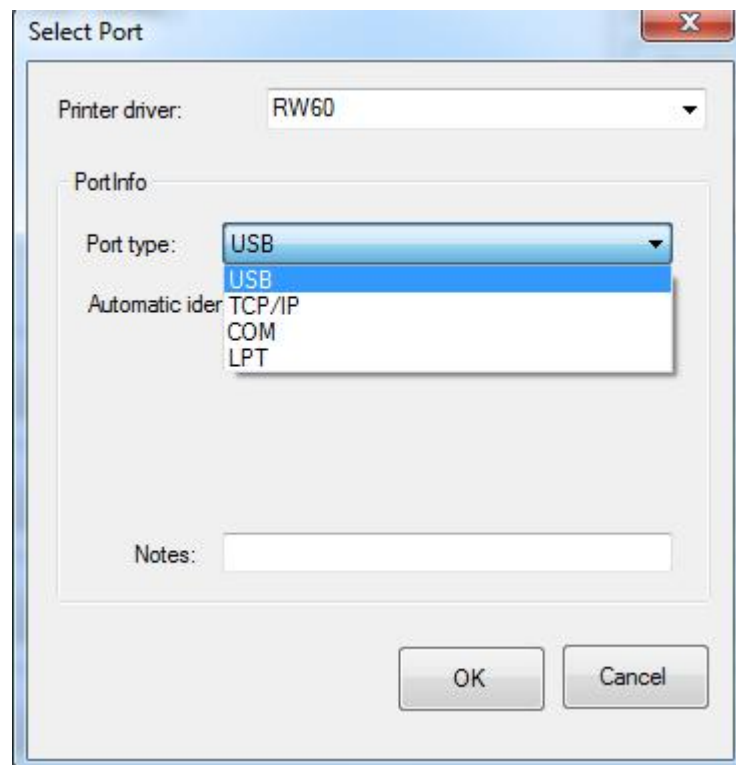 Select Port
Printer driver: RW60
PortInfo
Port type: USB
USB
Automatic ider TCP/IP
COM
LPT
Notes:
OK Cancel